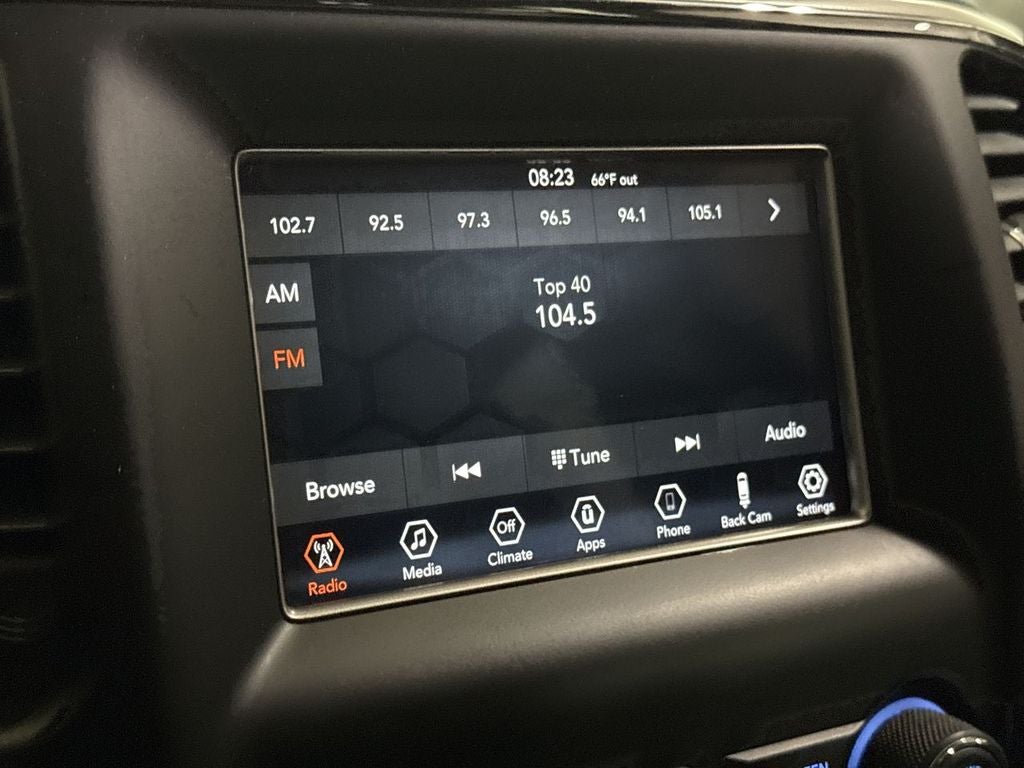 08:23 66°F out
102.7 92.5 97.3 96.5 94.1 105.1
AM
Top 40
104.5
FM
Browse Tune Audio
Off
Radio Media Climate Apps Phone Back Cam Settings